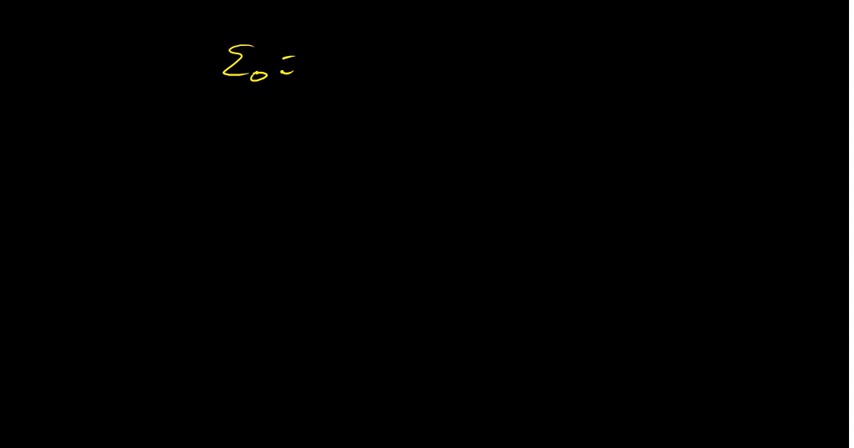 Σ₀ =